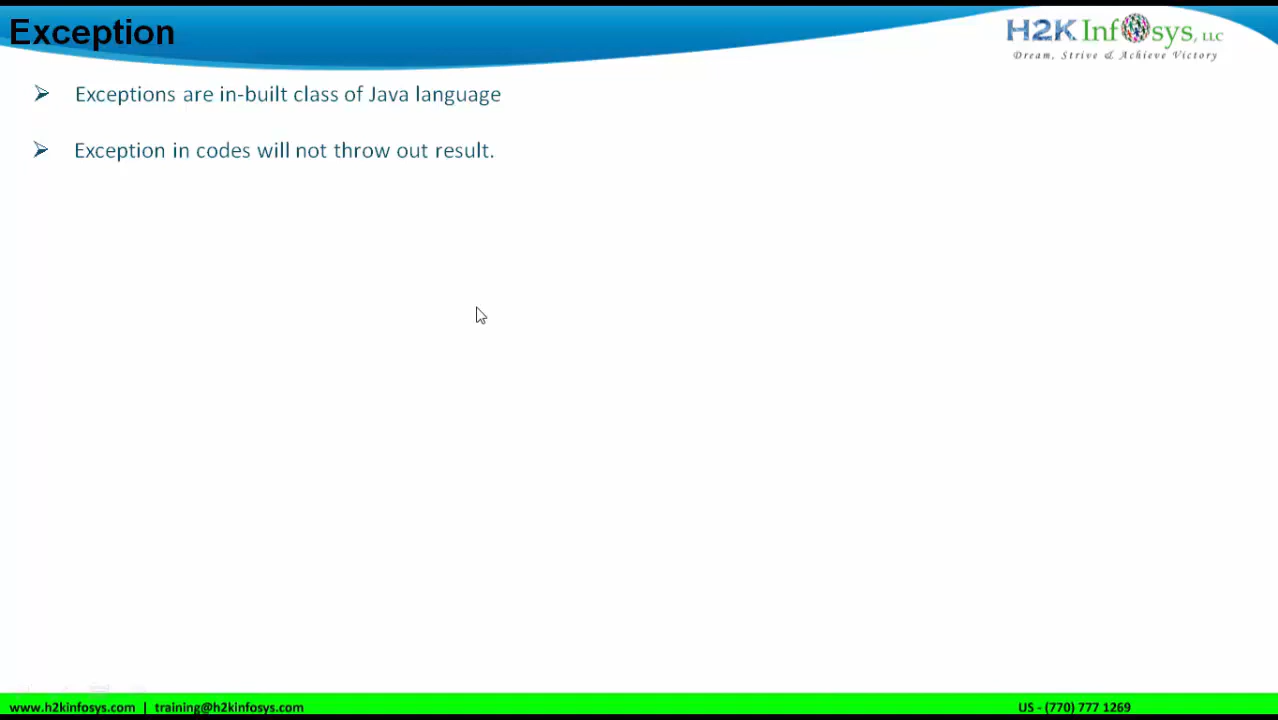 Exception
H2K Infosys, LLC
Dream, Strive & Achieve Victory
Exceptions are in-built class of Java language
Exception in codes will not throw out result.
www.h2kinfosys.com | training@h2kinfosys.com
US - (770) 777 1269